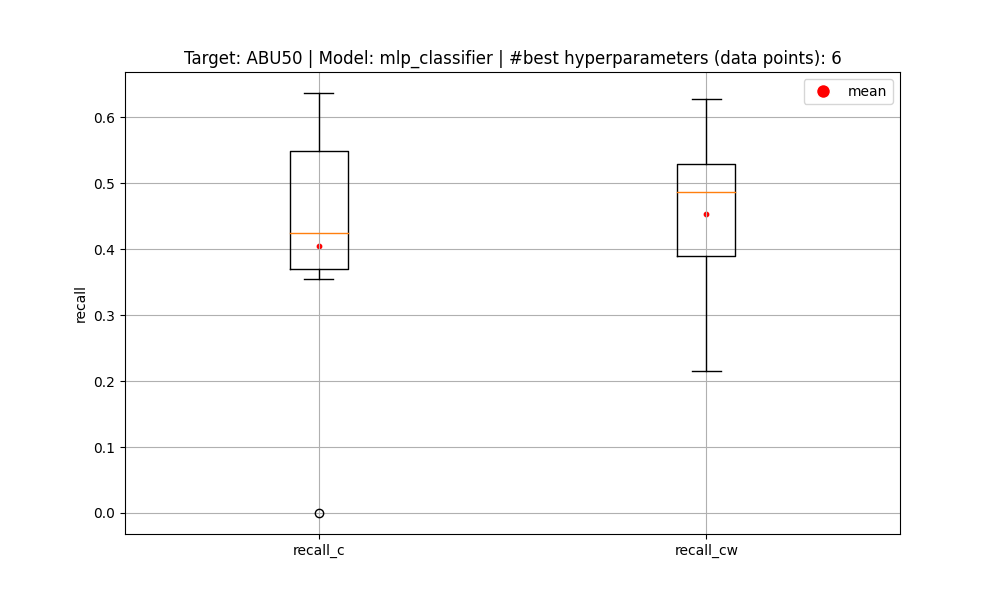 Target: ABU50 | Model: mlp_classifier | #best hyperparameters (data points): 6
mean
0.6
0.5
0.4
0.3
0.2
0.1
0.0
recall
recall_c
recall_cw